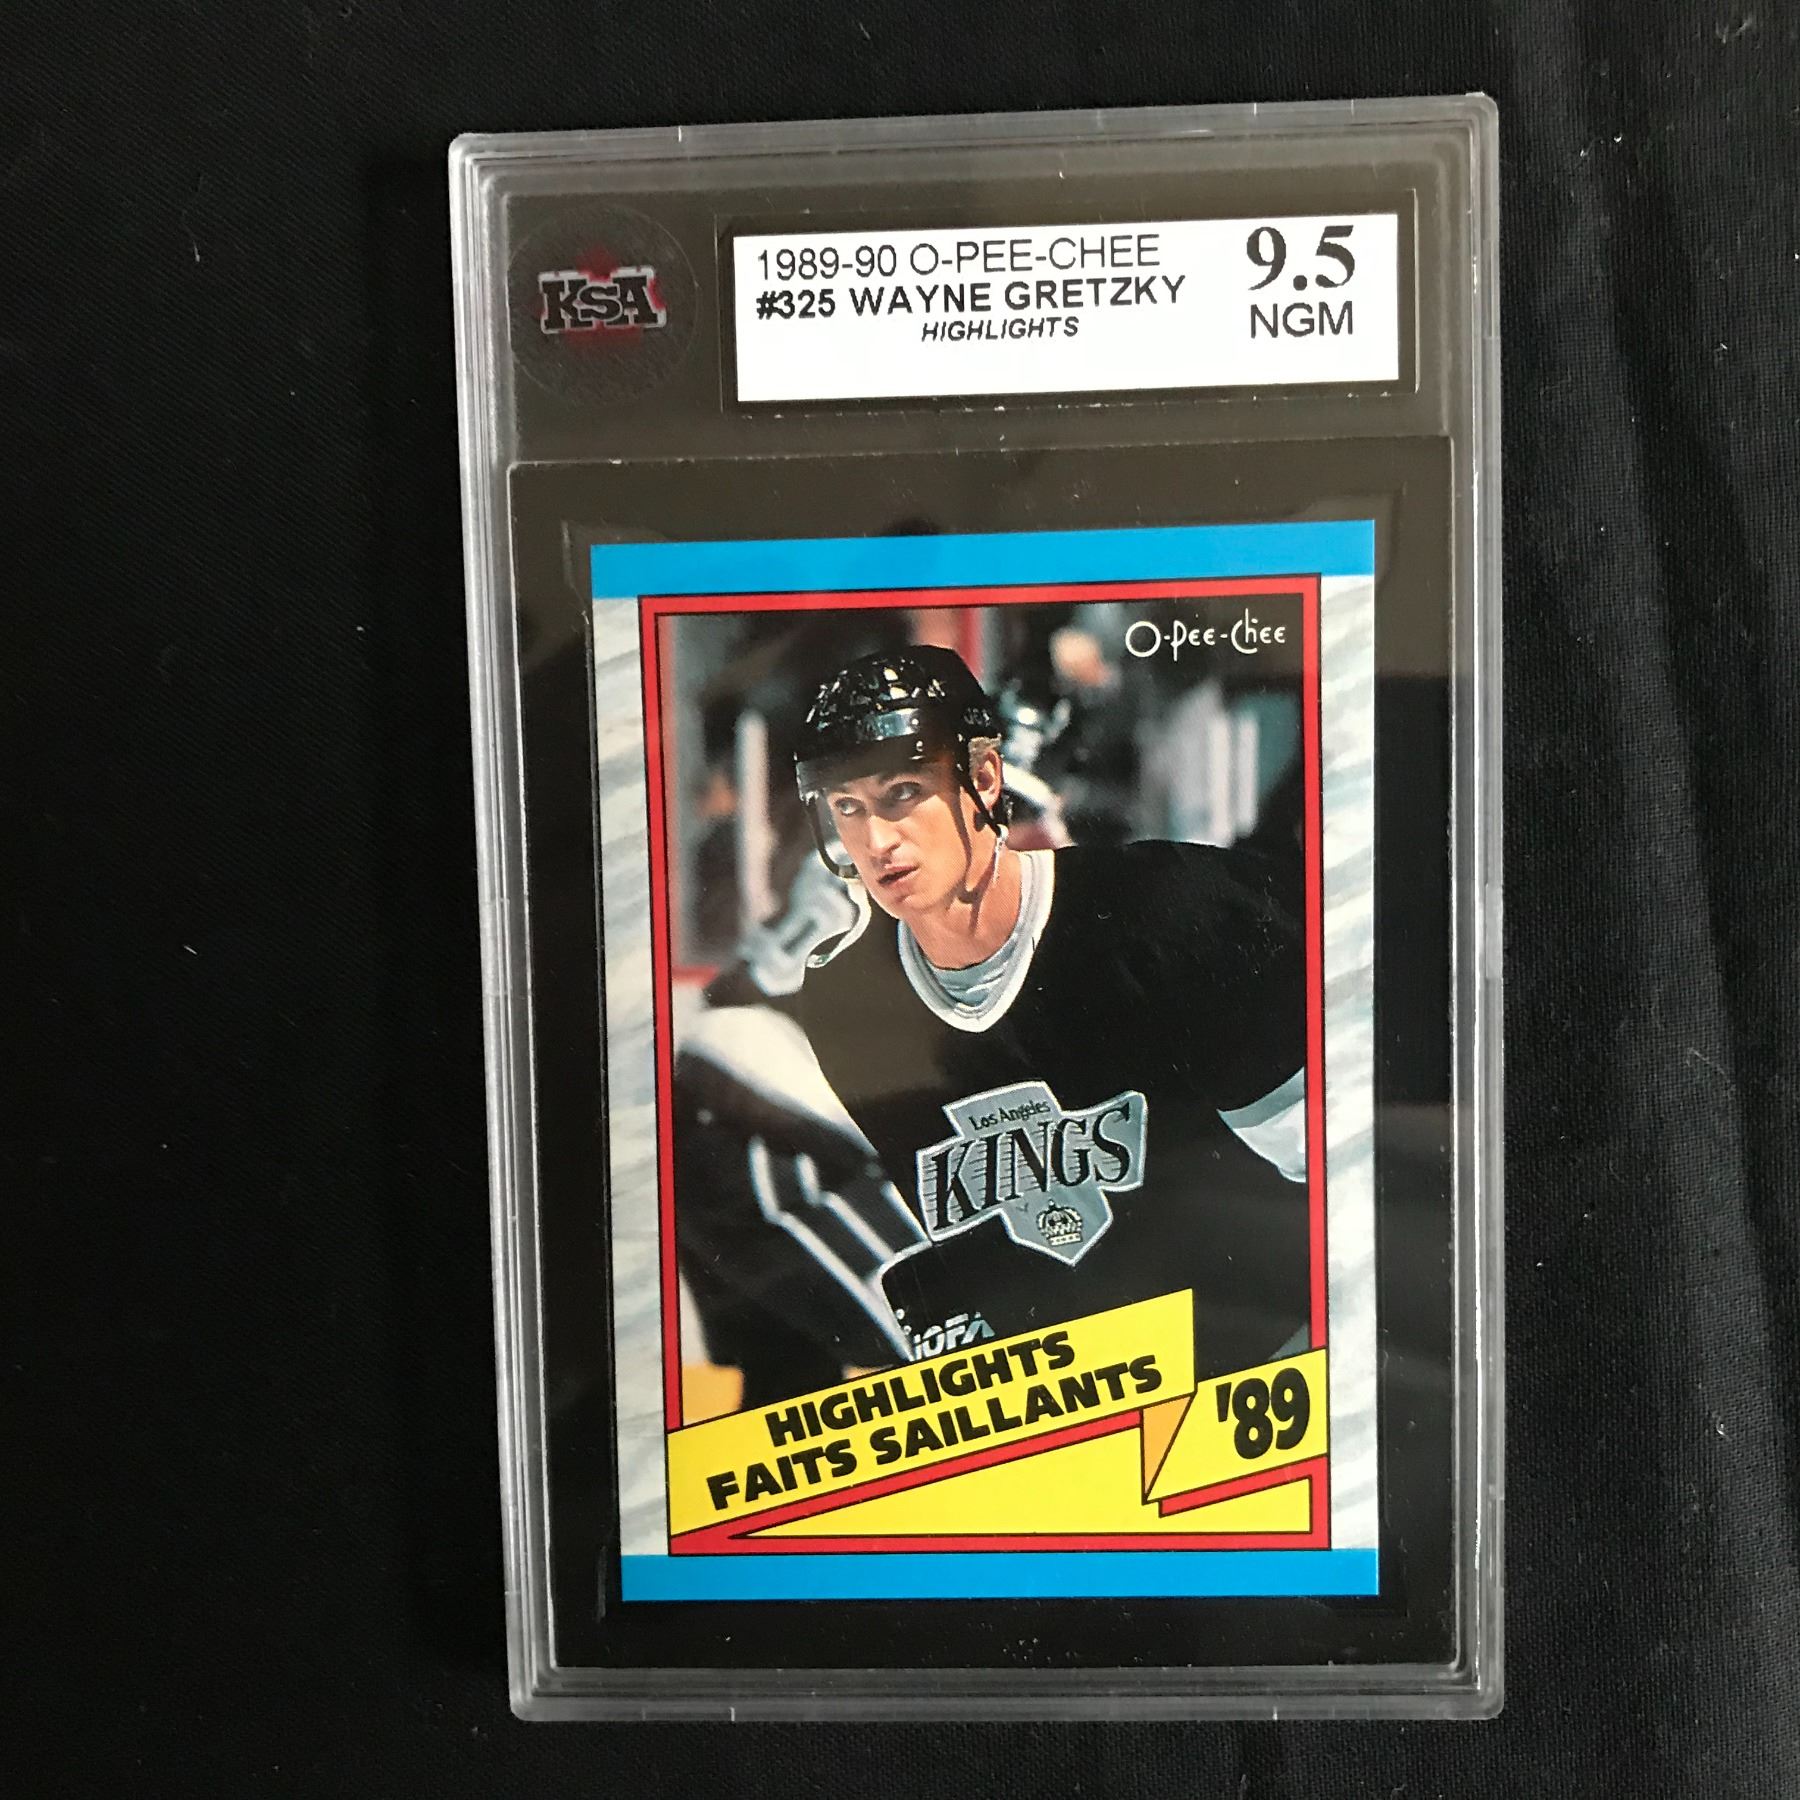 KSA
1989-90 O-PEE-CHEE
#325 WAYNE GRETZKY
HIGHLIGHTS
9.5
NGM
O-Pee-Chee
Los Angeles
KINGS
JOFA
HIGHLIGHTS
FAITS SAILLANTS
'89